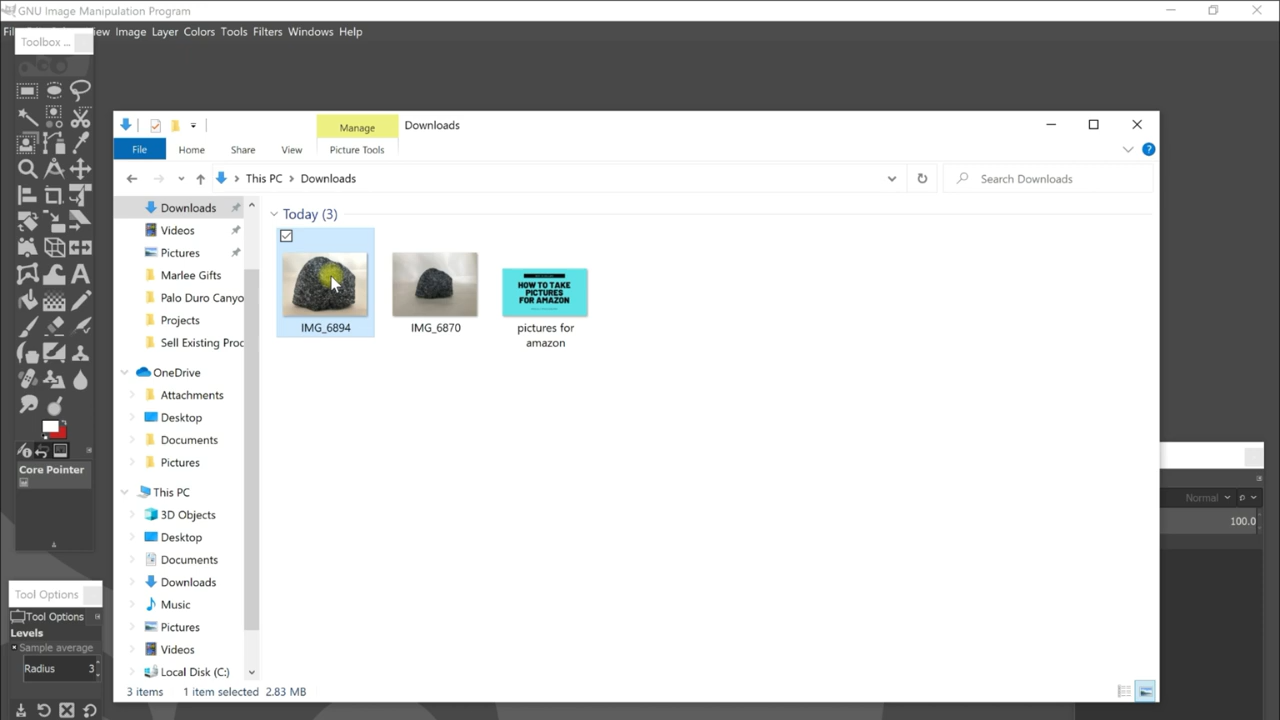 GNU Image Manipulation Program
Image Layer Colors Tools Filters Windows Help
Toolbox ...
Manage
Downloads
File
Home
Share
View
Picture Tools
This PC
Downloads
Search Downloads
Downloads
Videos
Pictures
Marlee Gifts
Palo Duro Canyo
Projects
Sell Existing Proc
OneDrive
Attachments
Desktop
Documents
Pictures
This PC
3D Objects
Desktop
Documents
Downloads
Music
Pictures
Videos
Local Disk (C:)
Today (3)
IMG_6894
IMG_6870
HOW TO TAKE
PICTURES
FOR AMAZON
pictures for
amazon
3 items
1 item selected
2.83 MB
Core Pointer
Tool Options
Tool Options
Levels
Sample average
Radius
3
Normal
100.0